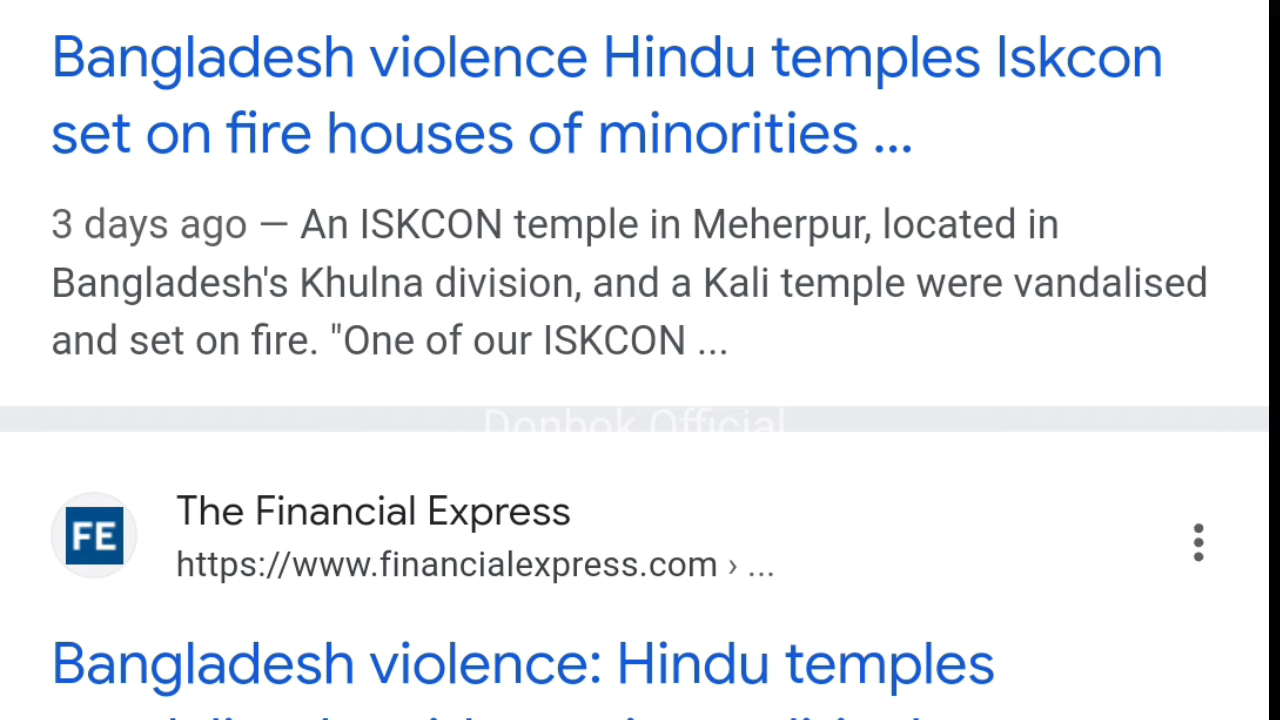 Bangladesh violence Hindu temples Iskcon
set on fire houses of minorities ...
3 days ago — An ISKCON temple in Meherpur, located in
Bangladesh's Khulna division, and a Kali temple were vandalised
and set on fire. "One of our ISKCON ...
Donbok Official
FE
The Financial Express
https://www.financialexpress.com › ...
Bangladesh violence: Hindu temples